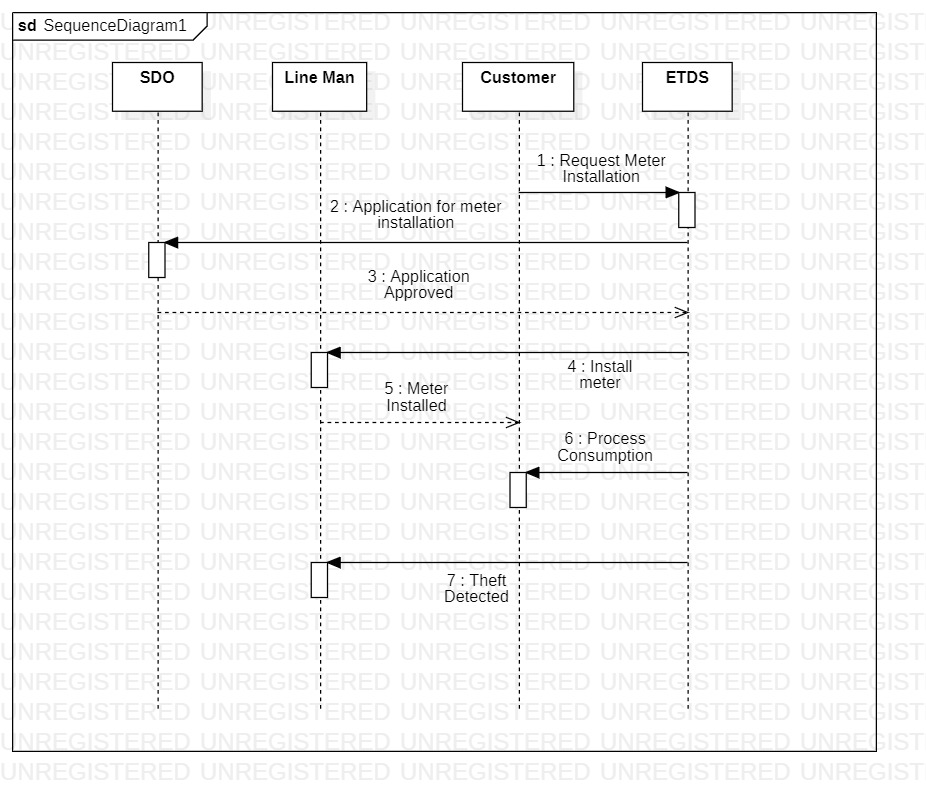 sd SequenceDiagram1
SDO
Line Man
Customer
ETDS
1 : Request Meter
Installation
2 : Application for meter
installation
3 : Application
Approved
4 : Install
meter
5 : Meter
Installed
6 : Process
Consumption
7 : Theft
Detected
UNREGISTERED